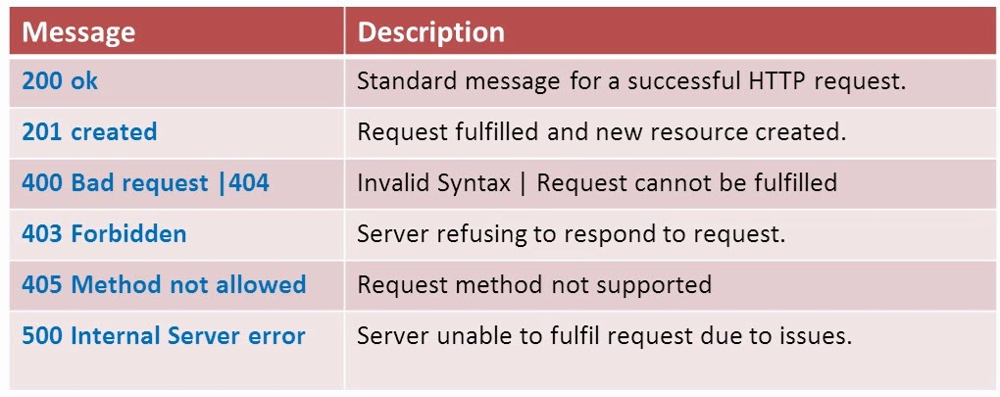 Message Description
200 ok Standard message for a successful HTTP request.
201 created Request fulfilled and new resource created.
400 Bad request |404 Invalid Syntax | Request cannot be fulfilled
403 Forbidden Server refusing to respond to request.
405 Method not allowed Request method not supported
500 Internal Server error Server unable to fulfil request due to issues.